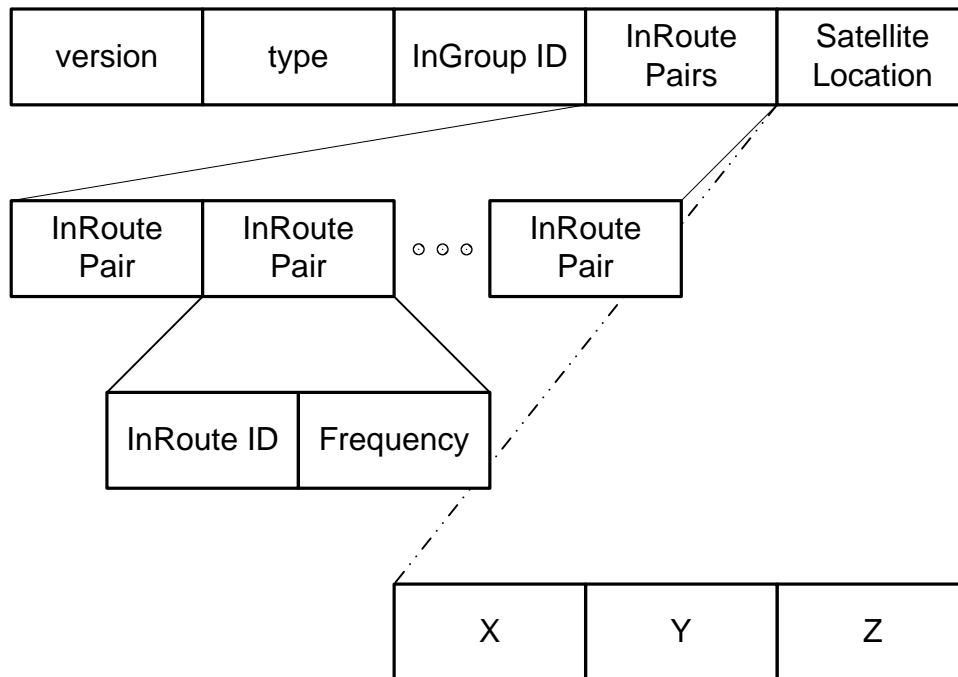 version
type
InGroup ID
InRoute
Pairs
Satellite
Location
InRoute
Pair
InRoute
Pair
InRoute
Pair
InRoute ID
Frequency
X
Y
Z